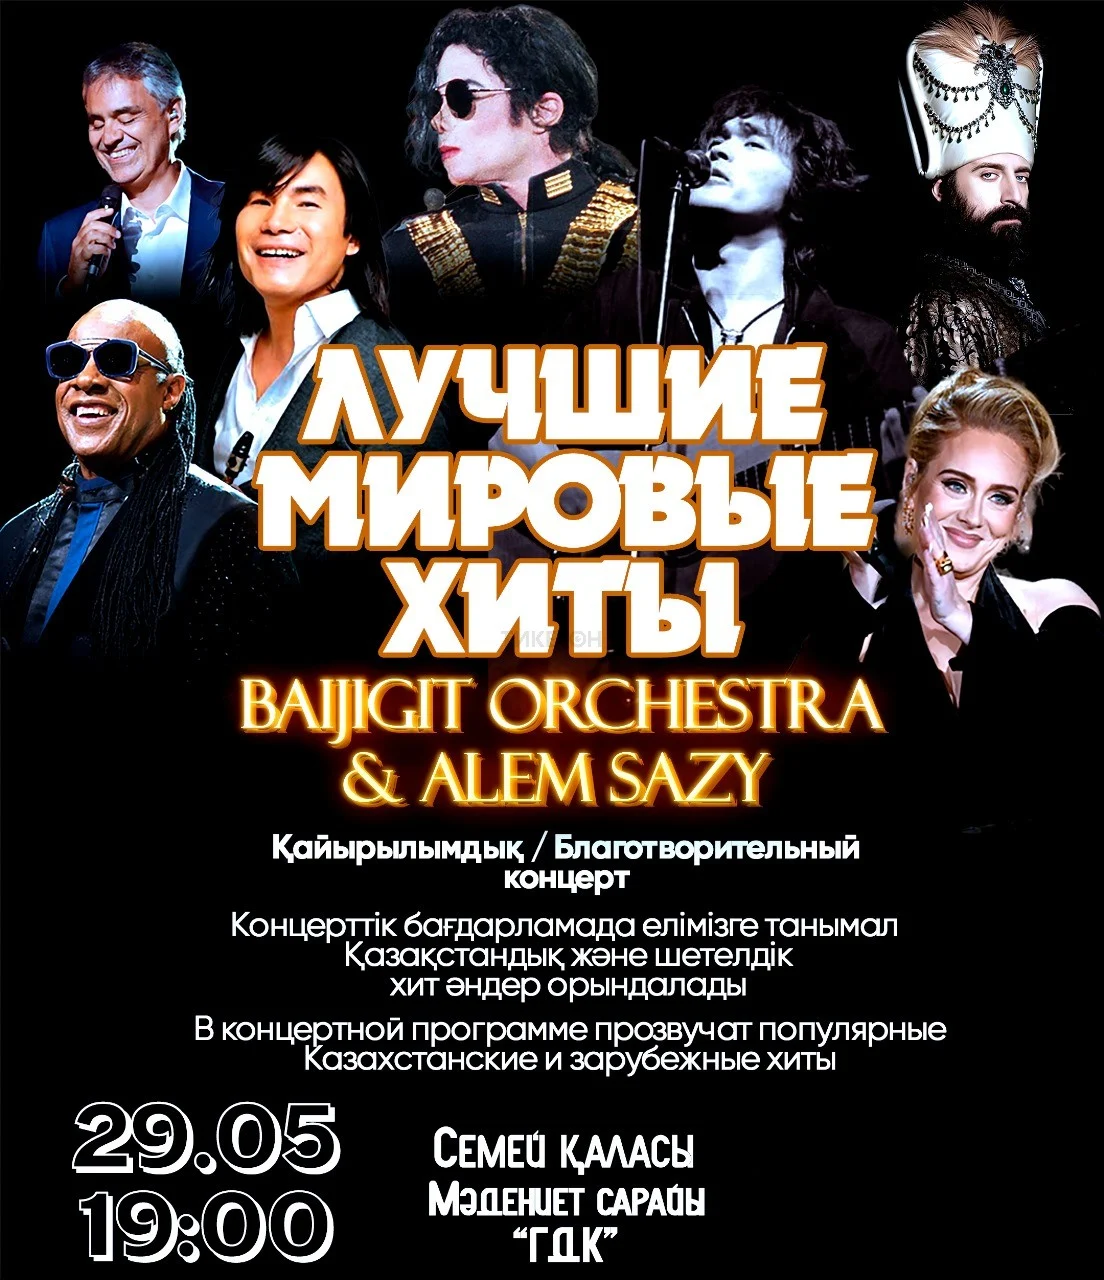 ЛУЧШИЕ
МИРОВЫЕ
ХИТЫ
ТИКЕТОН
BAIJIGIT ORCHESTRA
& ALEM SAZY
Қайырылымдық / Благотворительный
концерт
Концерттік бағдарламада елімізге танымал
Қазақстандық және шетелдік
хит әндер орындалады
В концертной программе прозвучат популярные
Казахстанские и зарубежные хиты
29.05
19:00
Семей қаласы
Мәдениет сарайы
“ГДК”